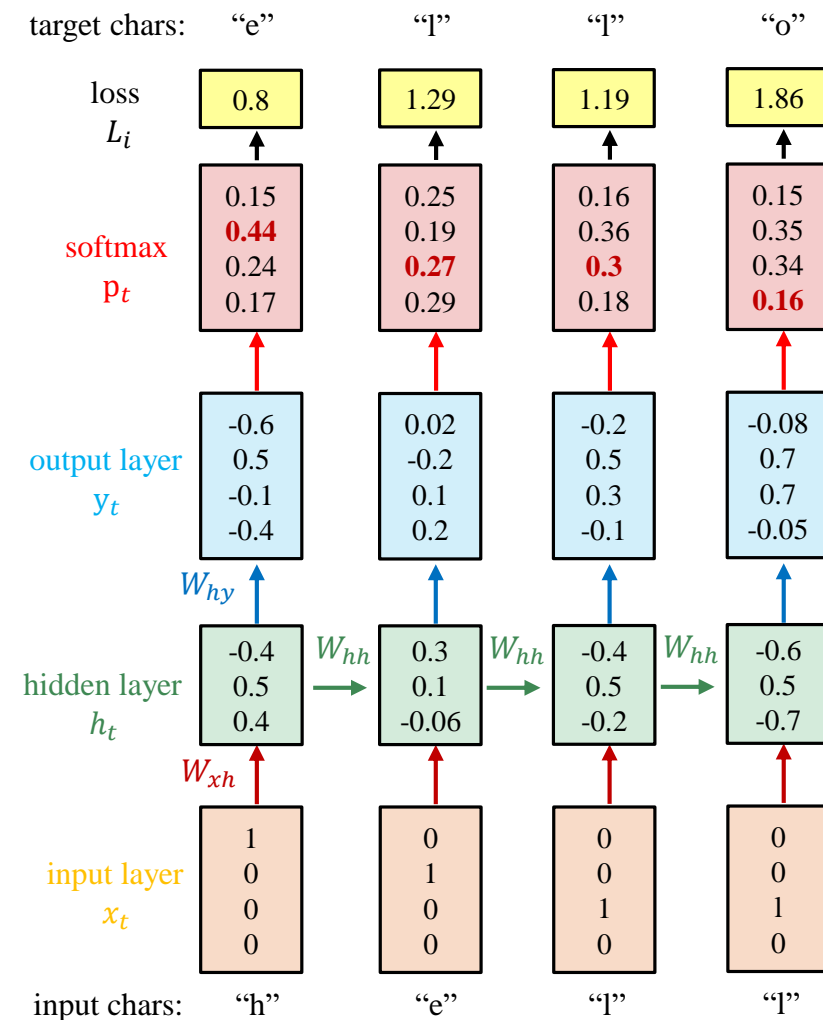 target chars: “e” “l” “l” “o”
loss
L_i
0.8 1.29 1.19 1.86
softmax
p_t
0.15 0.25 0.16 0.15
0.44 0.19 0.36 0.35
0.24 0.27 0.3 0.34
0.17 0.29 0.18 0.16
output layer
y_t
-0.6 0.02 -0.2 -0.08
0.5 -0.2 0.5 0.7
-0.1 0.1 0.3 0.7
-0.4 0.2 -0.1 -0.05
W_hy
W_hh W_hh W_hh
hidden layer
h_t
-0.4 0.3 -0.4 -0.6
0.5 0.1 0.5 0.5
0.4 -0.06 -0.2 -0.7
W_xh
input layer
x_t
1 0 0 0
0 1 0 0
0 0 1 1
0 0 0 0
input chars: “h” “e” “l” “l”